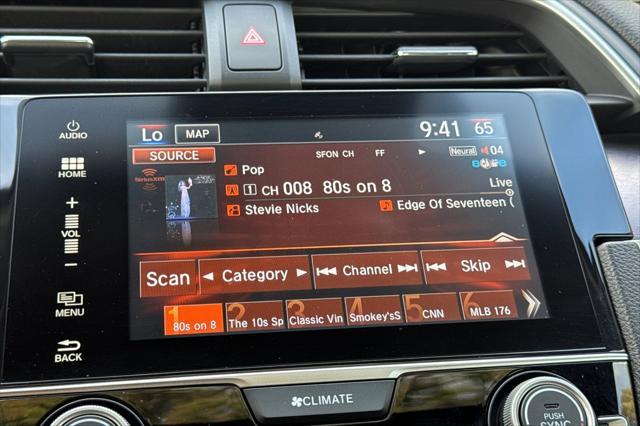 AUDIO
HOME
+
VOL
−
MENU
BACK
Lo MAP 9:41 65
SOURCE SFON CH FF Neural 04
SiriusXM Pop
1 CH 008 80s on 8 Live
Stevie Nicks Edge Of Seventeen (
Scan Category Channel Skip
1 2 3 4 5 6
80s on 8 The 10s Sp Classic Vin Smokey'sS CNN MLB 176
CLIMATE
PUSH
SYNC